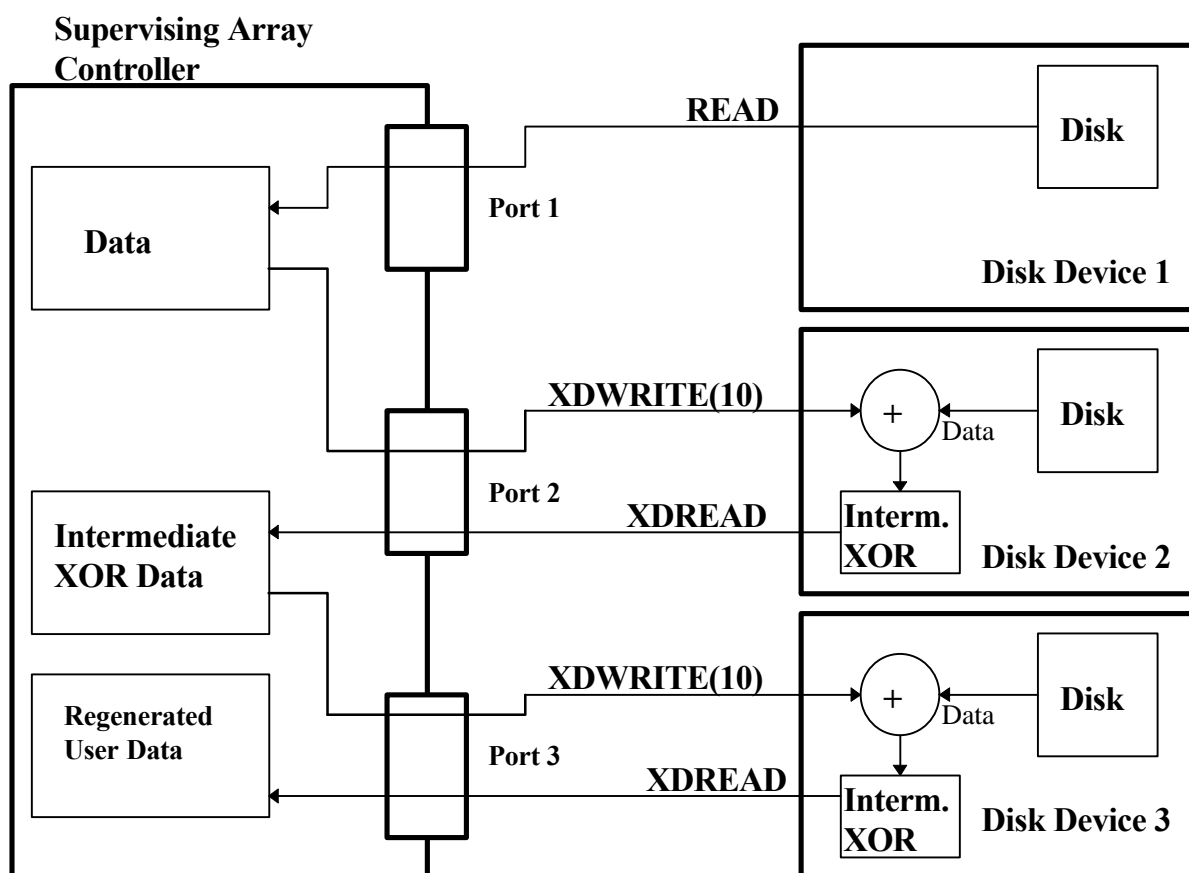 Supervising Array
Controller
READ
Disk
Data
Port 1
Disk Device 1
XDWRITE(10)
+
Data
Disk
Port 2
Intermediate
XOR Data
XDREAD
Interm.
XOR
Disk Device 2
XDWRITE(10)
+
Data
Disk
Regenerated
User Data
Port 3
XDREAD
Interm.
XOR
Disk Device 3